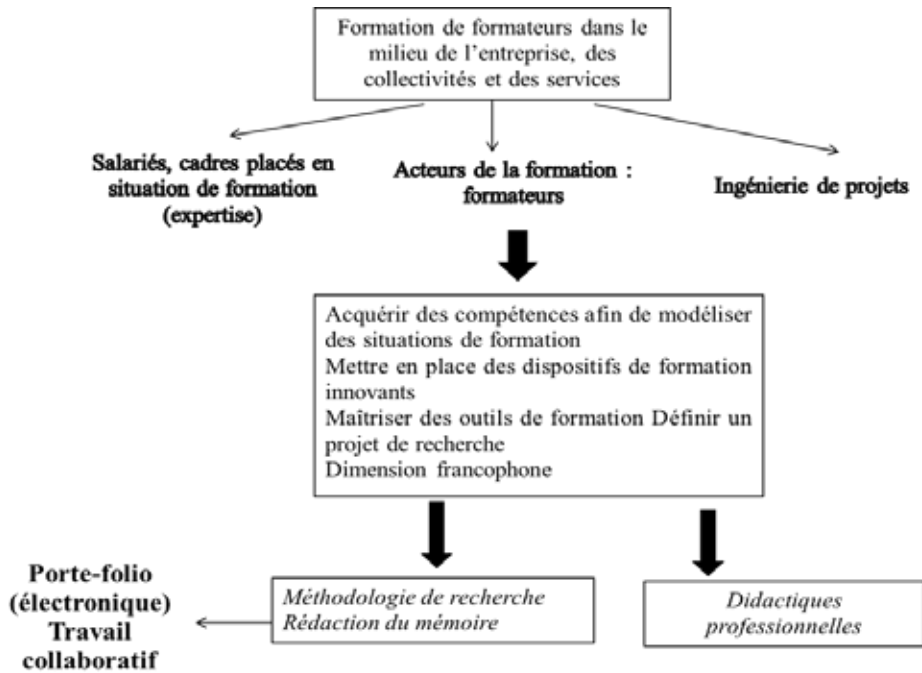 Formation de formateurs dans le
milieu de l'entreprise, des
collectivités et des services
Salariés, cadres placés en
situation de formation
(expertise)
Acteurs de la formation :
formateurs
Ingénierie de projets
Acquérir des compétences afin de modéliser
des situations de formation
Mettre en place des dispositifs de formation
innovants
Maîtriser des outils de formation Définir un
projet de recherche
Dimension francophone
Porte-folio
(électronique)
Travail
collaboratif
Méthodologie de recherche
Rédaction du mémoire
Didactiques
professionnelles